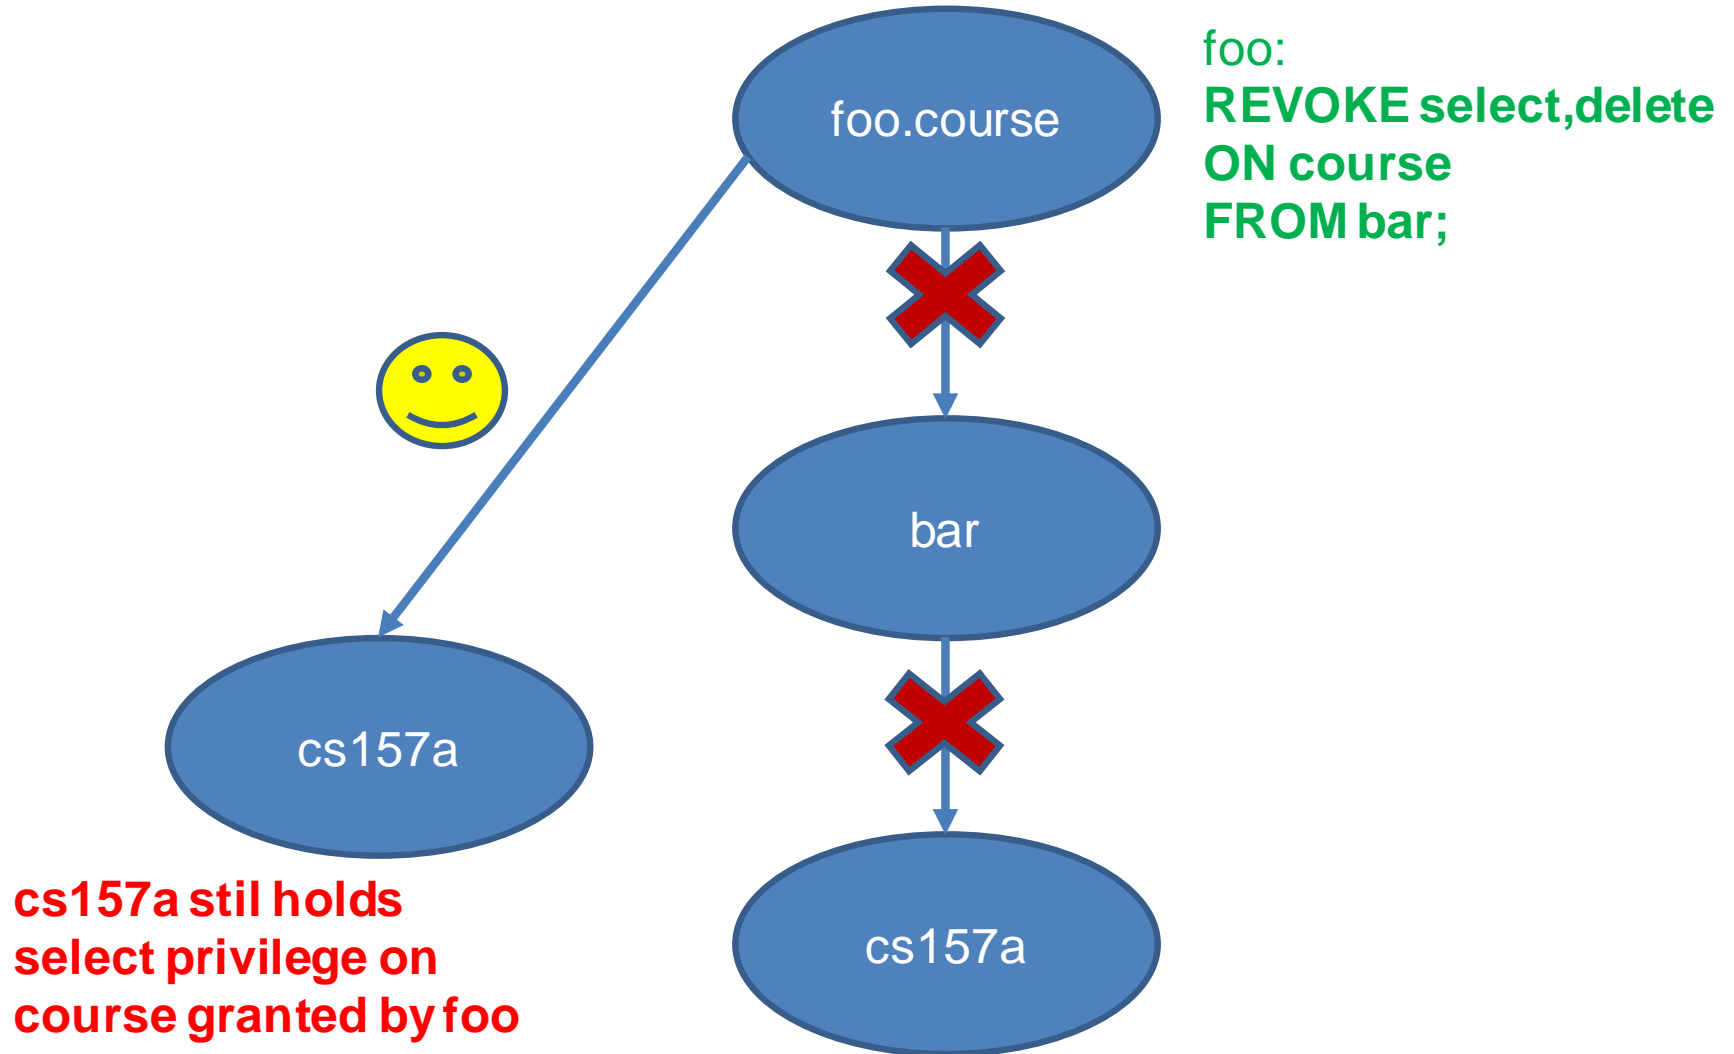 foo.course
foo:
REVOKE select,delete
ON course
FROM bar;
bar
cs157a
cs157a stil holds
select privilege on
course granted by foo
cs157a